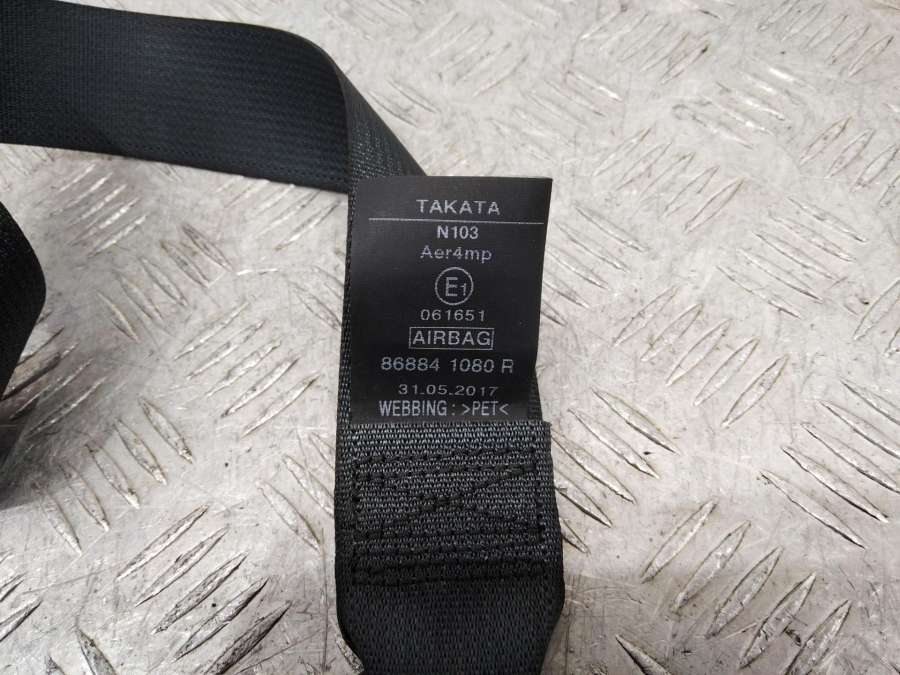 TAKATA
N103
Aer4mp
E1
061651
AIRBAG
86884 1080 R
31.05.2017
WEBBING : >PET<